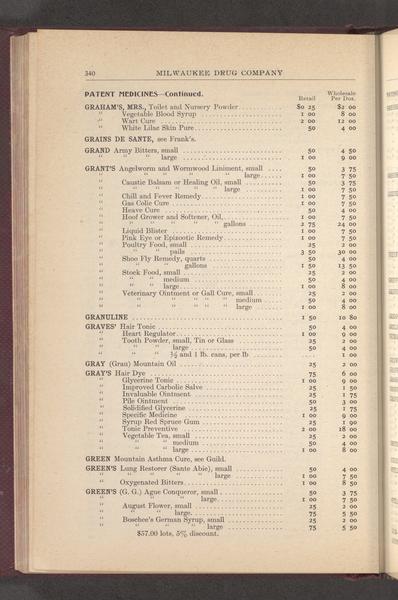 340 MILWAUKEE DRUG COMPANY
PATENT MEDICINES—Continued. Retail Wholesale Per Doz.
GRAHAM'S, MRS., Toilet and Nursery Powder $0 25 $2 00
" Vegetable Blood Syrup 1 00 8 00
" Wart Cure 2 00 12 00
" White Lilac Skin Pure 50 4 00
GRAINS DE SANTE, see Frank's.
GRAND Army Bitters, small 50 4 50
" " " large 1 00 9 00
GRANT'S Angelworm and Wormwood Liniment, small 50 3 75
" " " " " large 1 00 7 50
" Caustic Balsam or Healing Oil, small 50 3 75
" " " " " " large 1 00 7 50
" Chill and Fever Remedy 1 00 7 50
" Gas Colic Cure 1 00 7 50
" Heave Cure 50 4 00
" Hoof Grower and Softener, Oil 1 00 7 50
" " " " " " gallons 2 75 24 00
" Liquid Blister 1 00 7 50
" Pink Eye or Epizootic Remedy 1 00 7 50
" Poultry Food, small 25 2 00
" " " pails 3 50 30 00
" Shoo Fly Remedy, quarts 50 4 00
" " " " gallons 1 50 13 50
" Stock Food, small 25 2 00
" " " medium 50 4 00
" " " large 1 00 8 00
" Veterinary Ointment or Gall Cure, small 25 2 00
" " " " " " medium 50 4 00
" " " " " " large 1 00 8 00
GRANULINE 1 50 10 80
GRAVES' Hair Tonic 50 4 00
" Heart Regulator 1 00 9 00
" Tooth Powder, small, Tin or Glass 25 2 00
" " " large 50 4 00
" " " ½ and 1 lb. cans, per lb 1 00
GRAY (Grau) Mountain Oil 25 2 00
GRAY'S Hair Dye 75 6 00
" Glycerine Tonic 1 00 9 00
" Improved Carbolic Salve 25 1 50
" Invaluable Ointment 25 1 75
" Pile Ointment 50 3 00
" Solidified Glycerine 25 1 75
" Specific Medicine 1 00 9 00
" Syrup Red Spruce Gum 25 1 90
" Tonic Preventive 2 00 18 00
" Vegetable Tea, small 25 2 00
" " " medium 50 4 00
" " " large 1 00 8 00
GREEN Mountain Asthma Cure, see Guild.
GREEN'S Lung Restorer (Sante Abie), small 50 4 00
" " " " " large 1 00 7 50
" Oxygenated Bitters 1 00 8 50
GREEN'S (G. G.) Ague Conqueror, small 50 3 75
" " " large 1 00 7 50
" August Flower, small 25 2 00
" " " large 75 5 50
" Boschee's German Syrup, small 25 2 00
" " " " large 75 5 50
$57.00 lots, 5% discount.